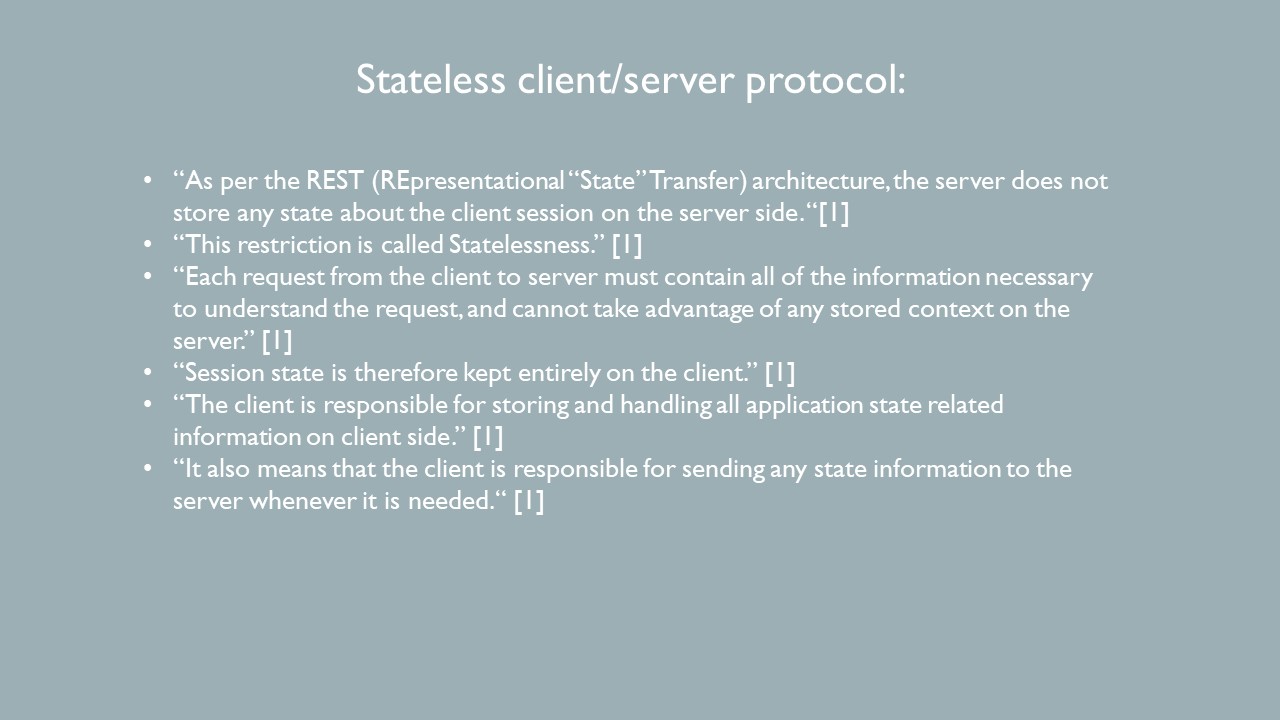 Stateless client/server protocol:
• “As per the REST (REpresentational “State” Transfer) architecture, the server does not
store any state about the client session on the server side. “[1]
• “This restriction is called Statelessness.” [1]
• “Each request from the client to server must contain all of the information necessary
to understand the request, and cannot take advantage of any stored context on the
server.” [1]
• “Session state is therefore kept entirely on the client.” [1]
• “The client is responsible for storing and handling all application state related
information on client side.” [1]
• “It also means that the client is responsible for sending any state information to the
server whenever it is needed.“ [1]